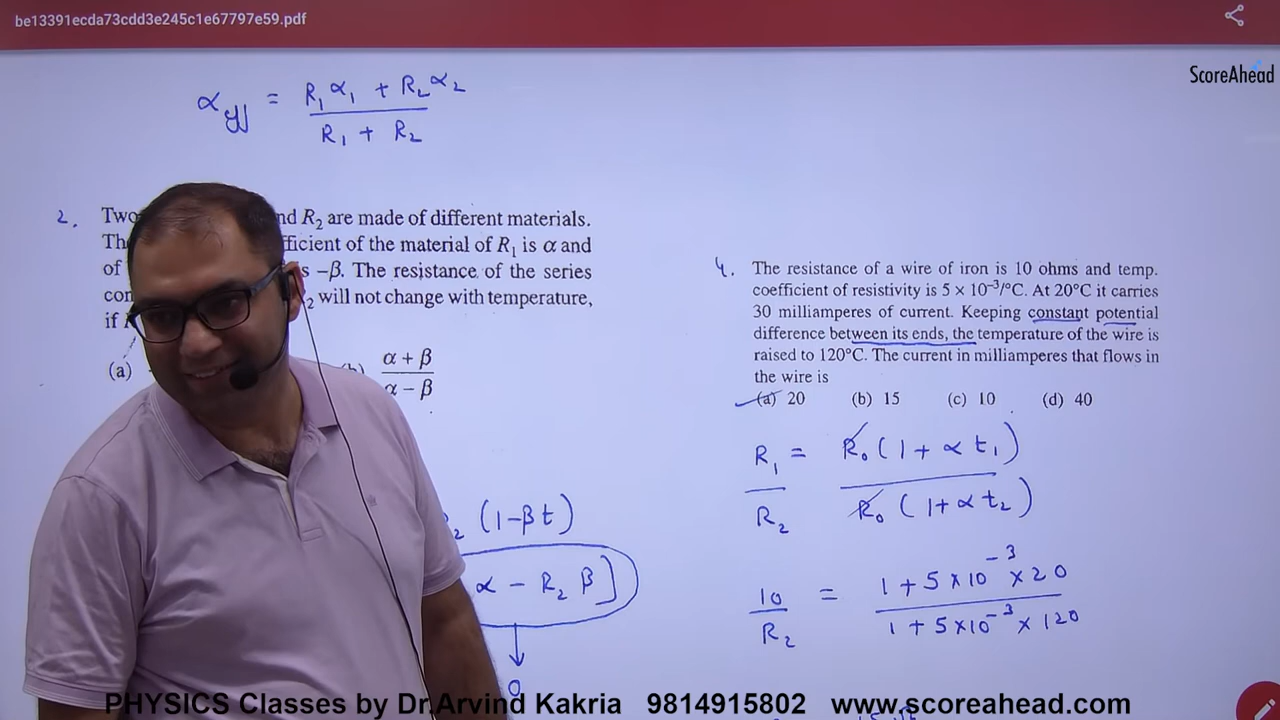 be13391ecda73cdd3e245c1e67797e59.pdf
ScoreAhead
α = R₁α₁ + R₂α₂
R₁ + R₂
2. Two nd R₂ are made of different materials.
fficient of the material of R₁ is α and
of s –β. The resistance of the series
₂ will not change with temperature,
if
(a) α + β
α – β
₂ (1-βt)
α - R₂ β]
0
4. The resistance of a wire of iron is 10 ohms and temp.
coefficient of resistivity is 5 × 10⁻³/°C. At 20°C it carries
30 milliamperes of current. Keeping constant potential
difference between its ends, the temperature of the wire is
raised to 120°C. The current in milliamperes that flows in
the wire is
(a) 20 (b) 15 (c) 10 (d) 40
R₁ = R₀ (1 + α t₁)
R₂ R₀ (1+ α t₂)
10 = 1 + 5 × 10⁻³ × 20
R₂ 1 + 5×10⁻³ × 120
PHYSICS Classes by Dr.Arvind Kakria 9814915802 www.scoreahead.com